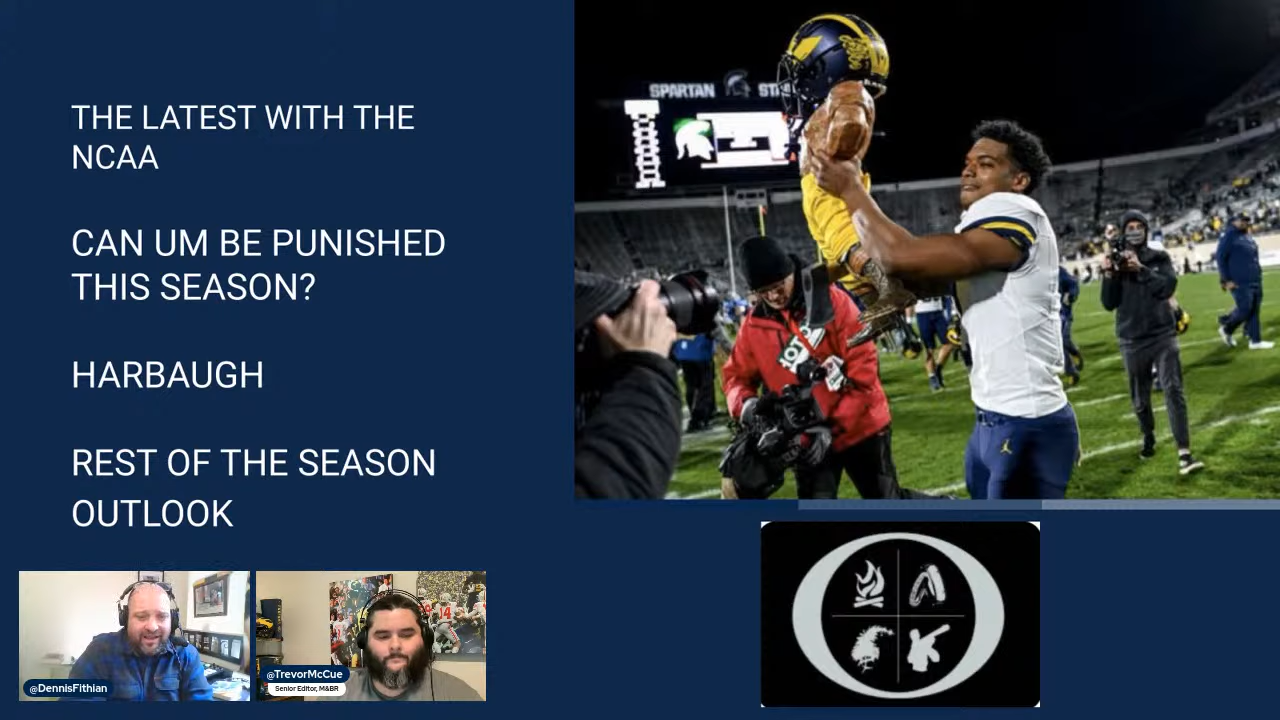 THE LATEST WITH THE
NCAA
CAN UM BE PUNISHED
THIS SEASON?
HARBAUGH
REST OF THE SEASON
OUTLOOK
SPARTAN
@DennisFithian
@TrevorMcCue
Senior Editor, M&BR